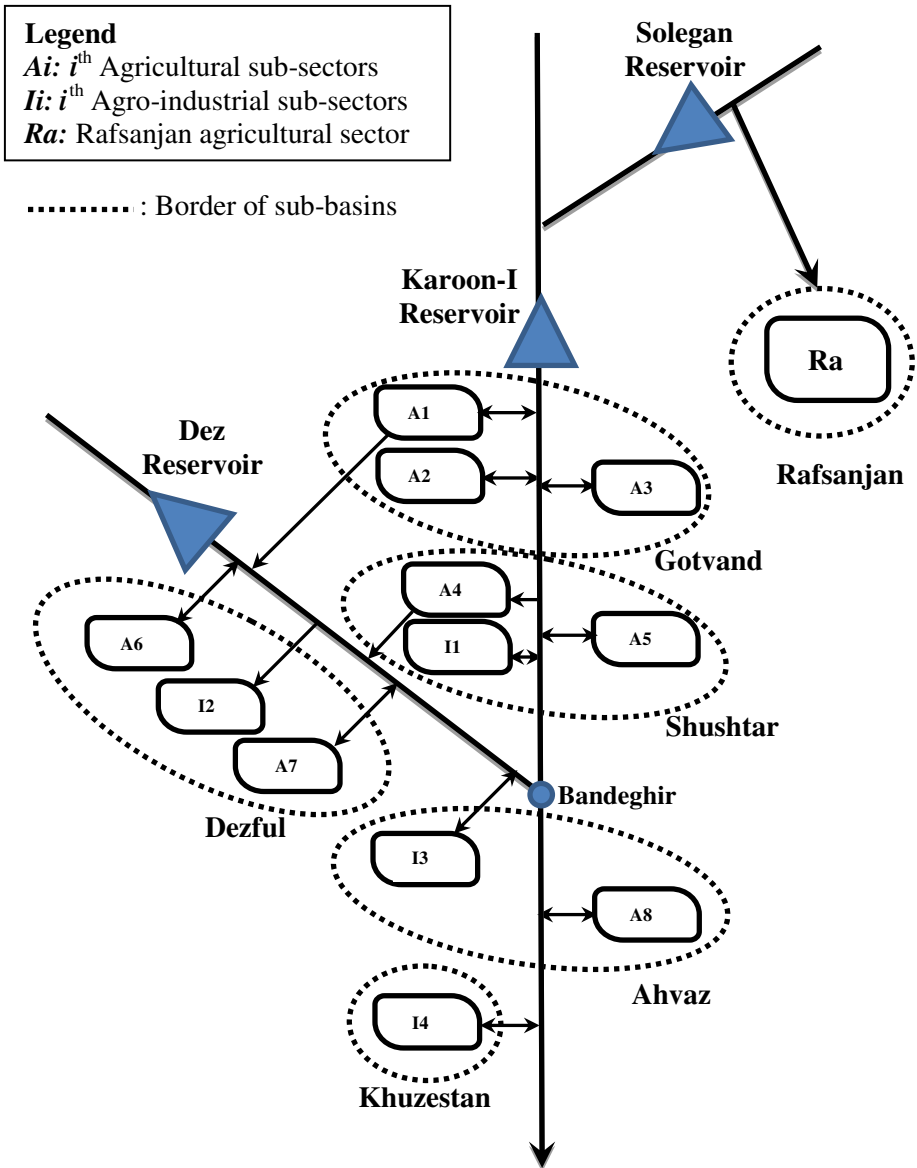 Legend
Ai: ith Agricultural sub-sectors
Ii: ith Agro-industrial sub-sectors
Ra: Rafsanjan agricultural sector
: Border of sub-basins
Solegan
Reservoir
Karoon-I
Reservoir
Ra
Rafsanjan
Dez
Reservoir
A1
A2
A3
Gotvand
A4
I1
A5
Shushtar
A6
I2
A7
Dezful
Bandeghir
I3
A8
Ahvaz
I4
Khuzestan